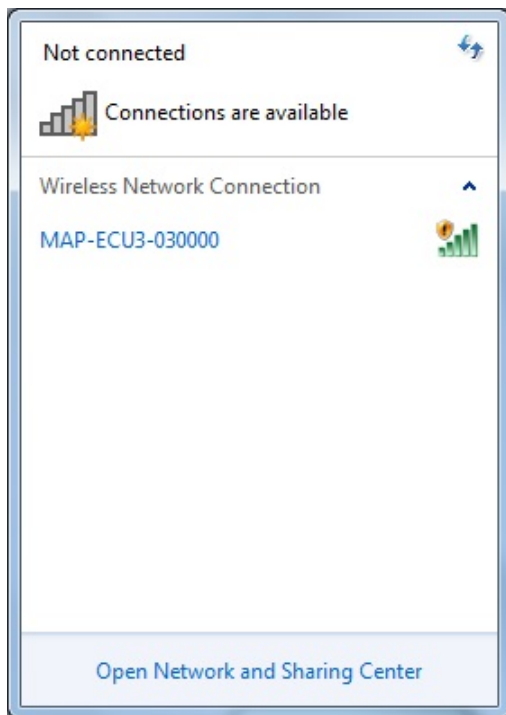 Not connected
Connections are available
Wireless Network Connection
MAP-ECU3-030000
Open Network and Sharing Center